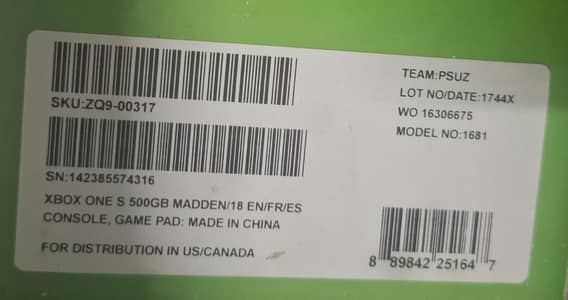 SKU:ZQ9-00317
SN:142385574316
XBOX ONE S 500GB MADDEN/18 EN/FR/ES
CONSOLE, GAME PAD: MADE IN CHINA
FOR DISTRIBUTION IN US/CANADA
TEAM:PSUZ
LOT NO/DATE:1744X
WO 16306675
MODEL NO:1681
8 89842 25164 7